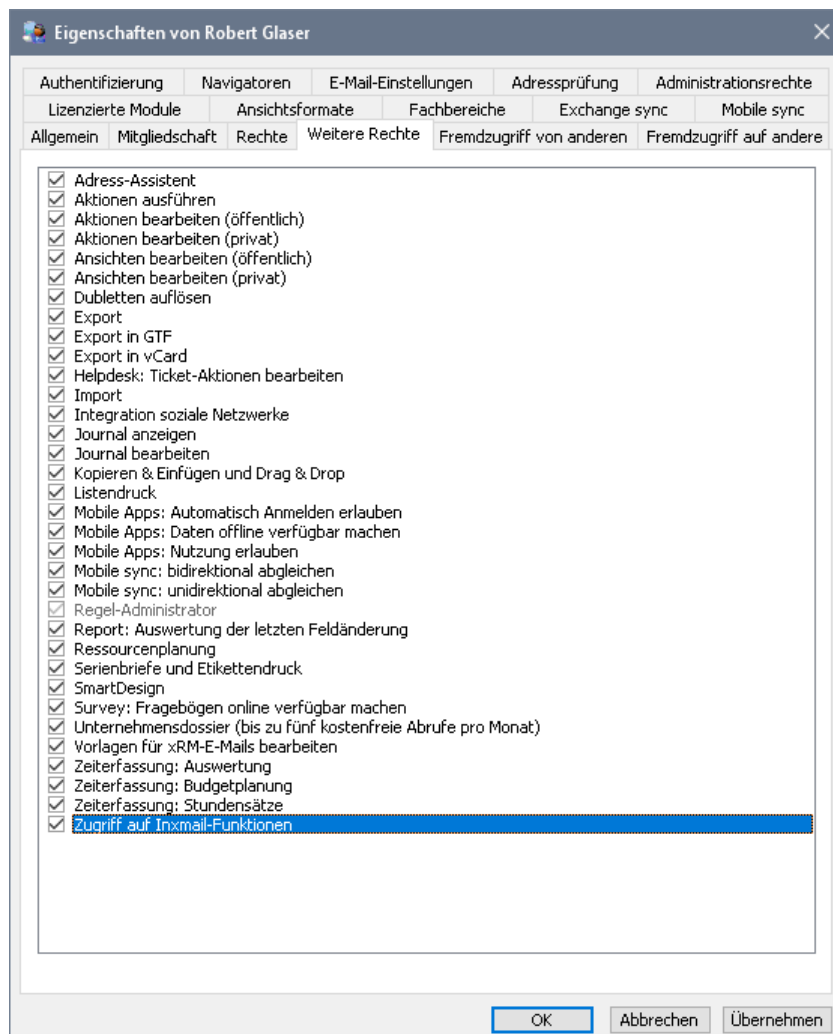 Eigenschaften von Robert Glaser
Authentifizierung Navigatoren E-Mail-Einstellungen Adressprüfung Administrationsrechte
Lizenzierte Module Ansichtsformate Fachbereiche Exchange sync Mobile sync
Allgemein Mitgliedschaft Rechte Weitere Rechte Fremdzugriff von anderen Fremdzugriff auf andere
Adress-Assistent
Aktionen ausführen
Aktionen bearbeiten (öffentlich)
Aktionen bearbeiten (privat)
Ansichten bearbeiten (öffentlich)
Ansichten bearbeiten (privat)
Dubletten auflösen
Export
Export in GTF
Export in vCard
Helpdesk: Ticket-Aktionen bearbeiten
Import
Integration soziale Netzwerke
Journal anzeigen
Journal bearbeiten
Kopieren & Einfügen und Drag & Drop
Listendruck
Mobile Apps: Automatisch Anmelden erlauben
Mobile Apps: Daten offline verfügbar machen
Mobile Apps: Nutzung erlauben
Mobile sync: bidirektional abgleichen
Mobile sync: unidirektional abgleichen
Regel-Administrator
Report: Auswertung der letzten Feldänderung
Ressourcenplanung
Serienbriefe und Etikettendruck
SmartDesign
Survey: Fragebögen online verfügbar machen
Unternehmensdossier (bis zu fünf kostenfreie Abrufe pro Monat)
Vorlagen für xRM-E-Mails bearbeiten
Zeiterfassung: Auswertung
Zeiterfassung: Budgetplanung
Zeiterfassung: Stundensätze
Zugriff auf Inxmail-Funktionen
OK Abbrechen Übernehmen